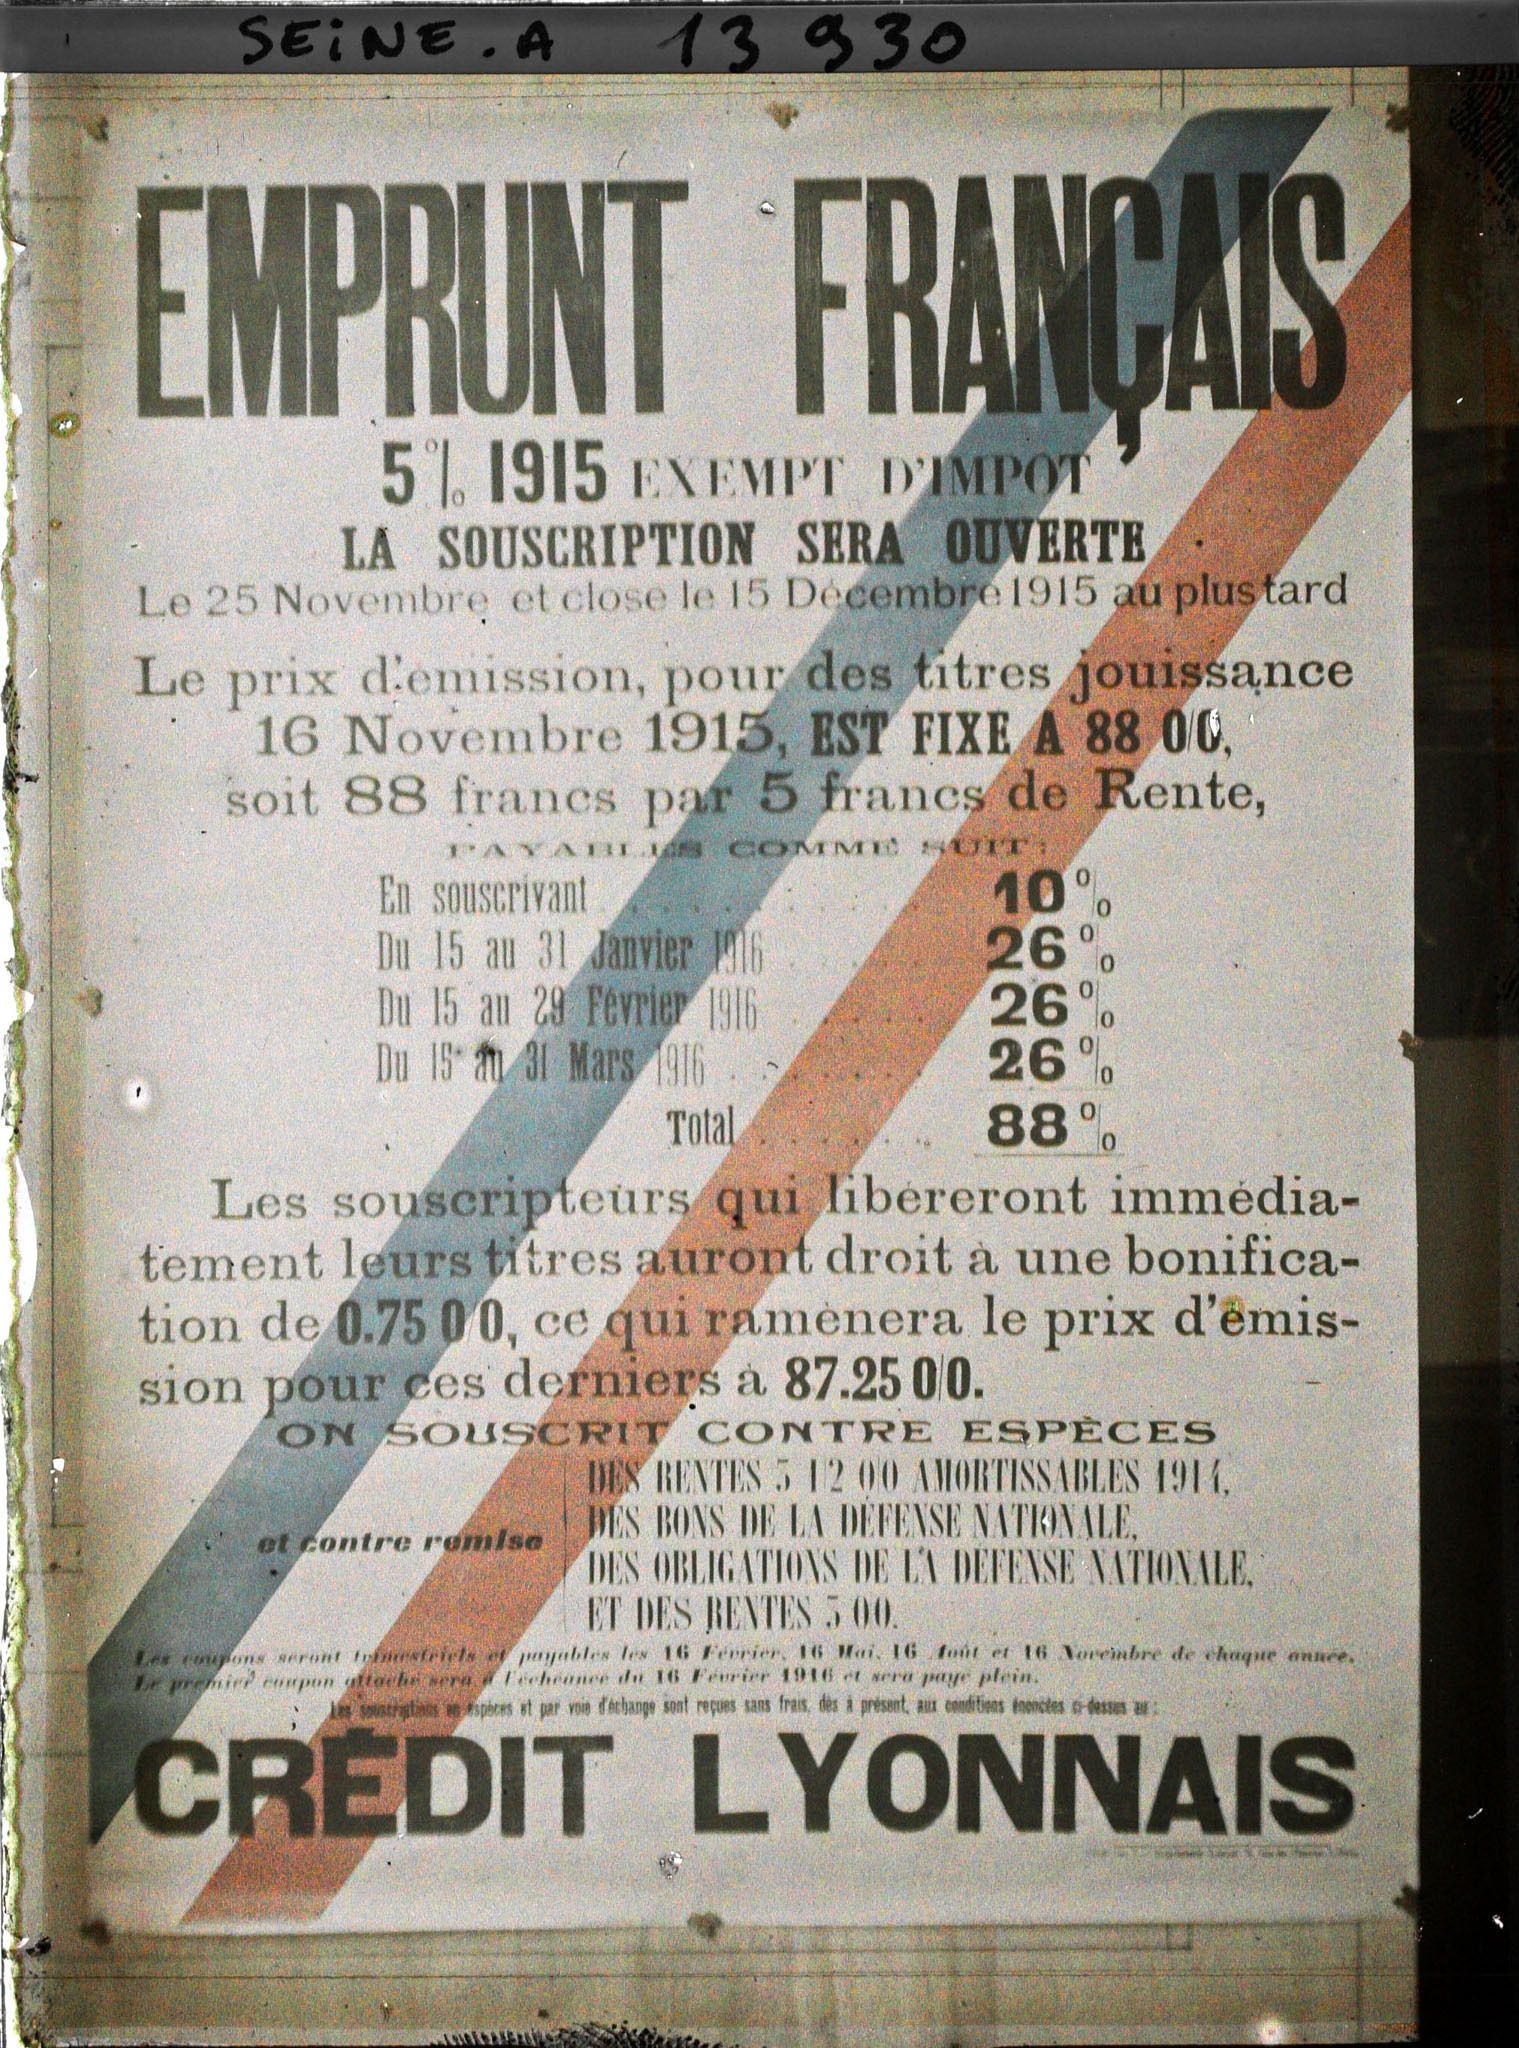 SEINE.A 13 930
EMPRUNT FRANÇAIS
5% 1915 EXEMPT D'IMPOT
LA SOUSCRIPTION SERA OUVERTE
Le 25 Novembre et close le 15 Décembre 1915 au plus tard
Le prix d'émission, pour des titres jouissance
16 Novembre 1915, EST FIXE A 88 0/0,
soit 88 francs par 5 francs de Rente,
PAYABLES COMME SUIT:
En souscrivant . . . . . . . . . . 10%
Du 15 au 31 Janvier 1916 . . . . . 26%
Du 15 au 29 Février 1916 . . . . . 26%
Du 15 au 31 Mars 1916 . . . . . . . 26%
Total . . . . . . . 88%
Les souscripteurs qui libéreront immédia-
tement leurs titres auront droit à une bonifica-
tion de 0.75 0/0, ce qui ramènera le prix d'émis-
sion pour ces derniers à 87.25 0/0.
ON SOUSCRIT CONTRE ESPÈCES
et contre remise
DES RENTES 3 1/2 0/0 AMORTISSABLES 1914,
DES BONS DE LA DÉFENSE NATIONALE,
DES OBLIGATIONS DE LA DÉFENSE NATIONALE,
ET DES RENTES 3 0/0.
Les coupons seront trimestriels et payables les 16 Février, 16 Mai, 16 Août et 16 Novembre de chaque année.
Le premier coupon attaché sera à l'échéance du 16 Février 1916 et sera payé plein.
Les souscriptions en espèces et par voie d'échange sont reçues sans frais, dès à présent, aux conditions énoncées ci-dessus au:
CRÉDIT LYONNAIS